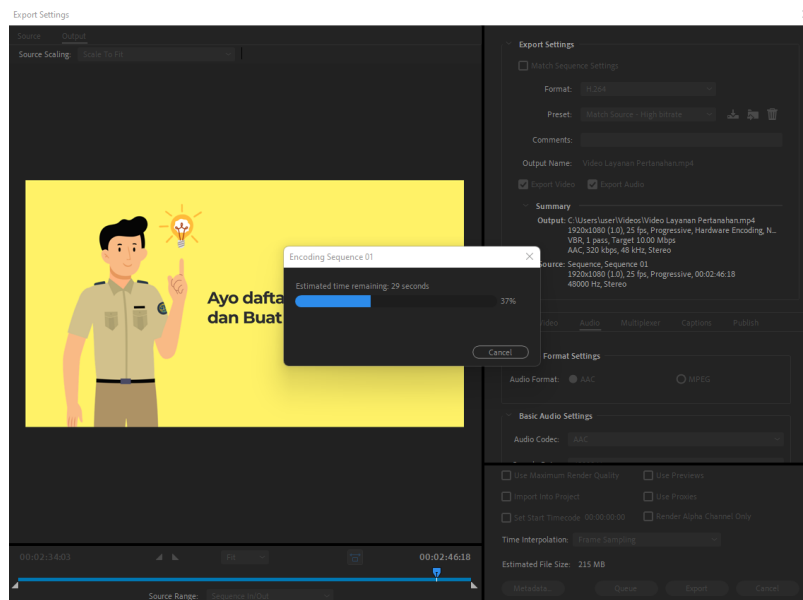 Export Settings
Source Output
Source Scaling: Scale To Fit
Ayo dafta
dan Buat
00:02:34:03 Fit 00:02:46:18
Source Range: Sequence In/Out
Encoding Sequence 01
Estimated time remaining: 29 seconds
37%
Cancel
Export Settings
Match Sequence Settings
Format: H.264
Preset: Match Source - High bitrate
Comments:
Output Name: Video Layanan Pertanahan.mp4
Export Video Export Audio
Summary
Output: C:\Users\user\Videos\Video Layanan Pertanahan.mp4
1920x1080 (1.0), 25 fps, Progressive, Hardware Encoding, N...
VBR, 1 pass, Target 10.00 Mbps
AAC, 320 kbps, 48 kHz, Stereo
Source: Sequence, Sequence 01
1920x1080 (1.0), 25 fps, Progressive, 00:02:46:18
48000 Hz, Stereo
Video Audio Multiplexer Captions Publish
Format Settings
Audio Format: AAC MPEG
Basic Audio Settings
Audio Codec: AAC
Use Maximum Render Quality Use Previews
Import Into Project Use Proxies
Set Start Timecode 00:00:00:00 Render Alpha Channel Only
Time Interpolation: Frame Sampling
Estimated File Size: 215 MB
Metadata... Queue Export Cancel